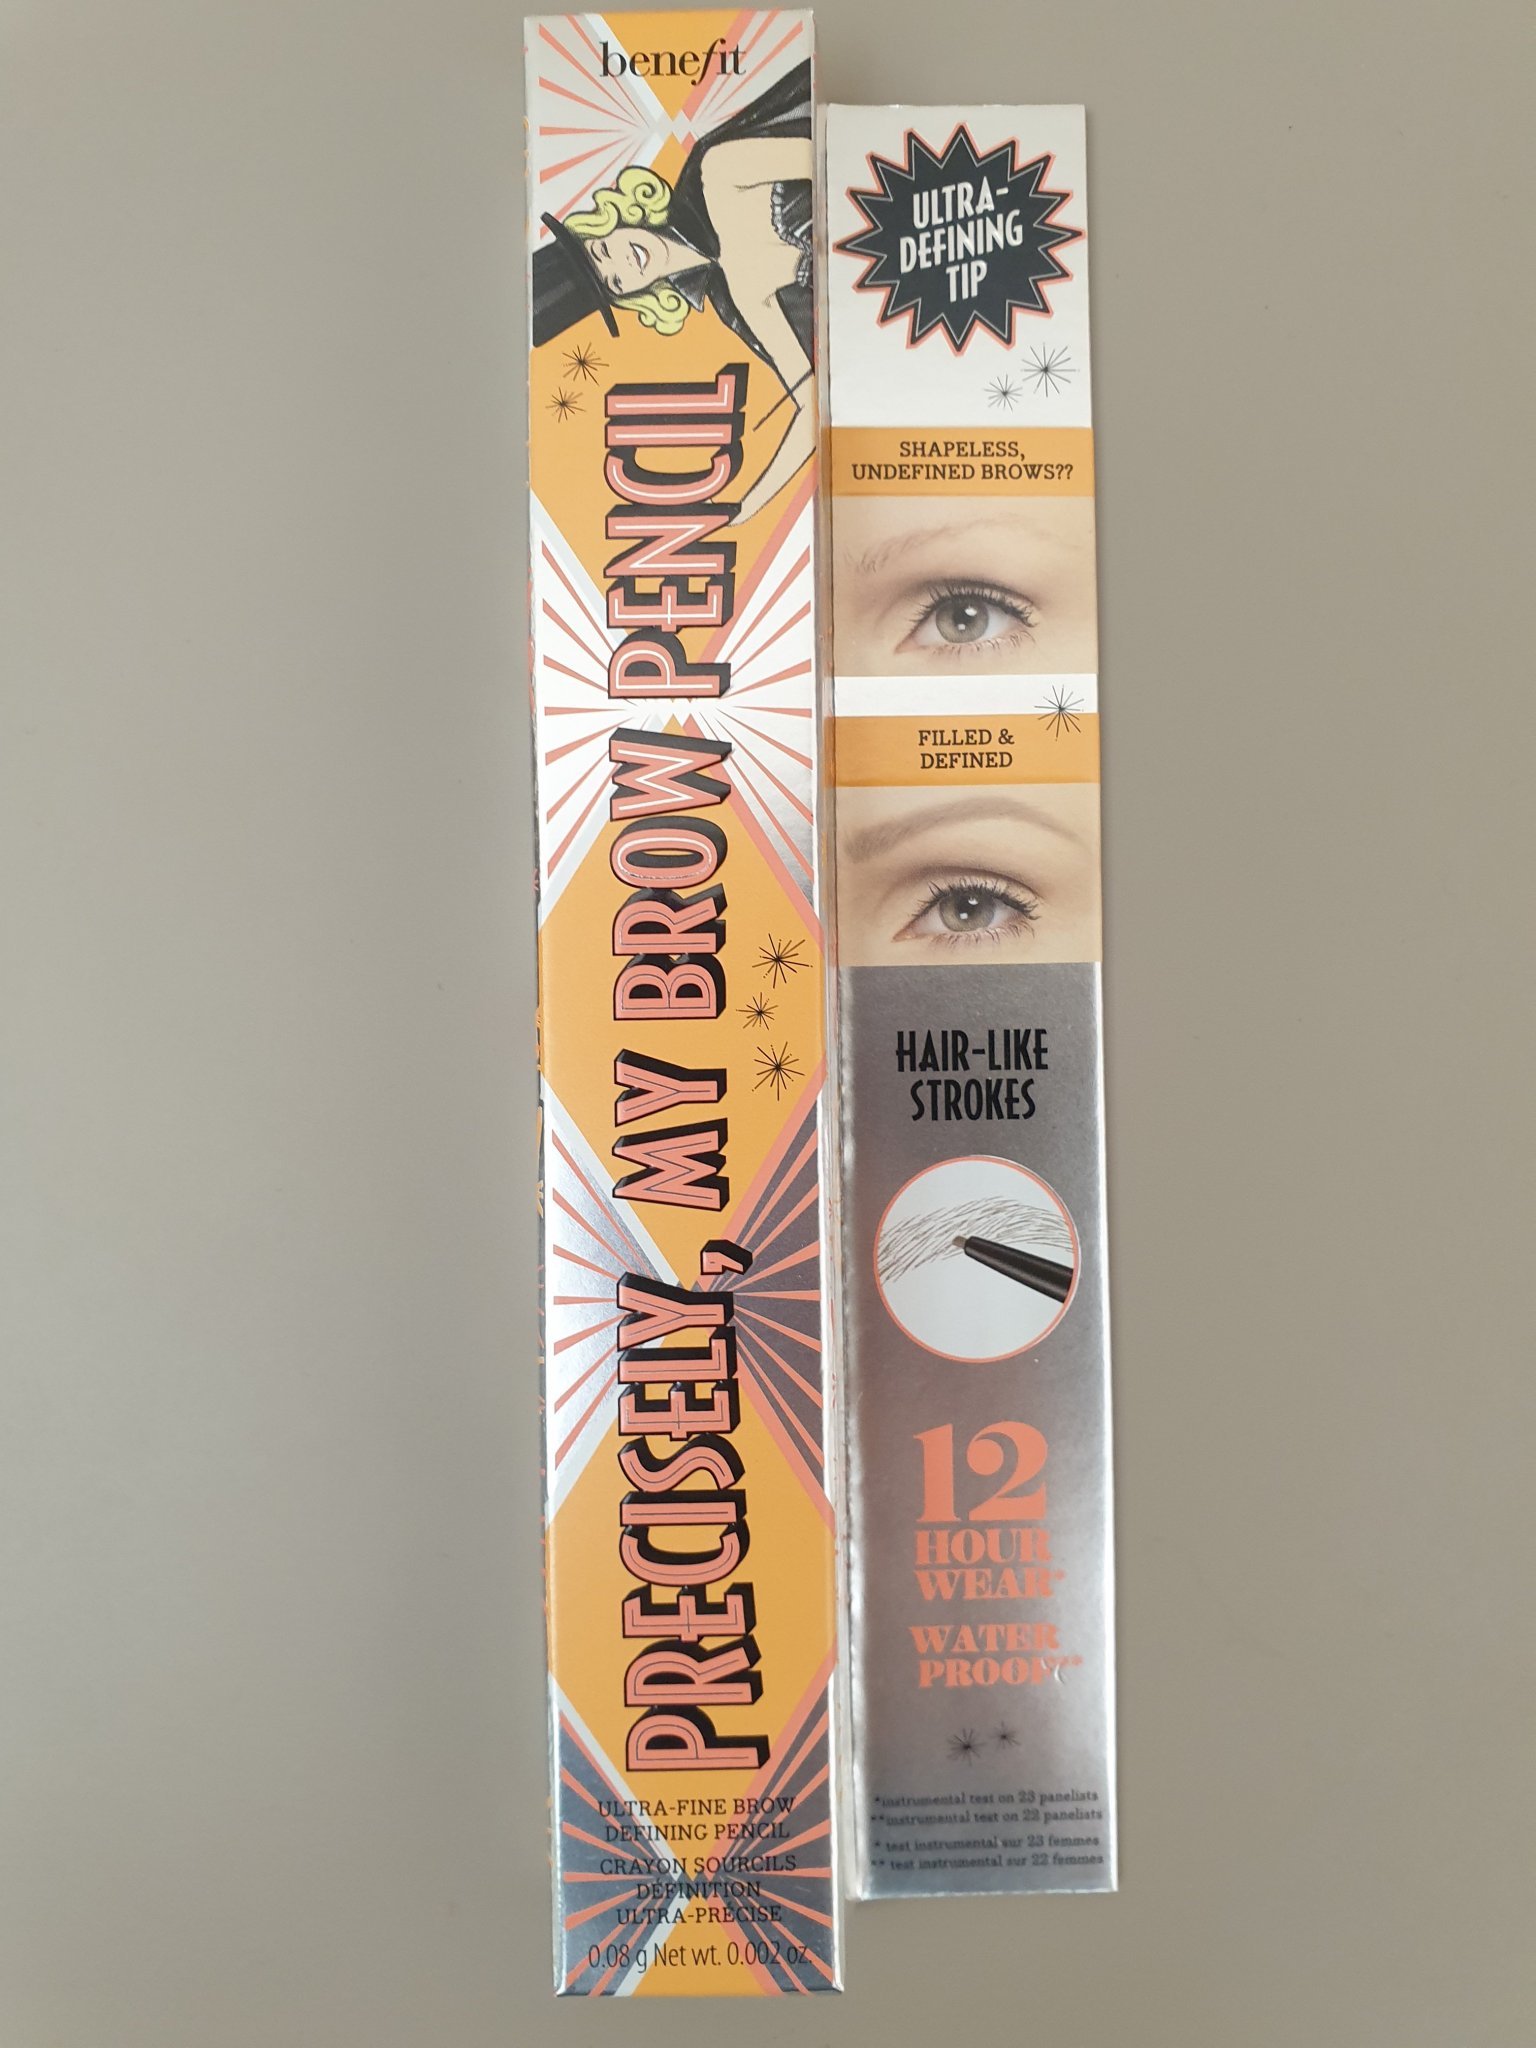 benefit
PRECISELY, MY BROW PENCIL
ULTRA-FINE BROW
DEFINING PENCIL
CRAYON SOURCILS
DÉFINITION
ULTRA-PRÉCISE
0.08 g Net wt. 0.002 oz.
ULTRA-
DEFINING
TIP
SHAPELESS,
UNDEFINED BROWS??
FILLED &
DEFINED
HAIR-LIKE
STROKES
12
HOUR
WEAR*
WATER
PROOF**
*instrumental test on 23 panelists
**instrumental test on 22 panelists
* test instrumental sur 23 femmes
** test instrumental sur 22 femmes